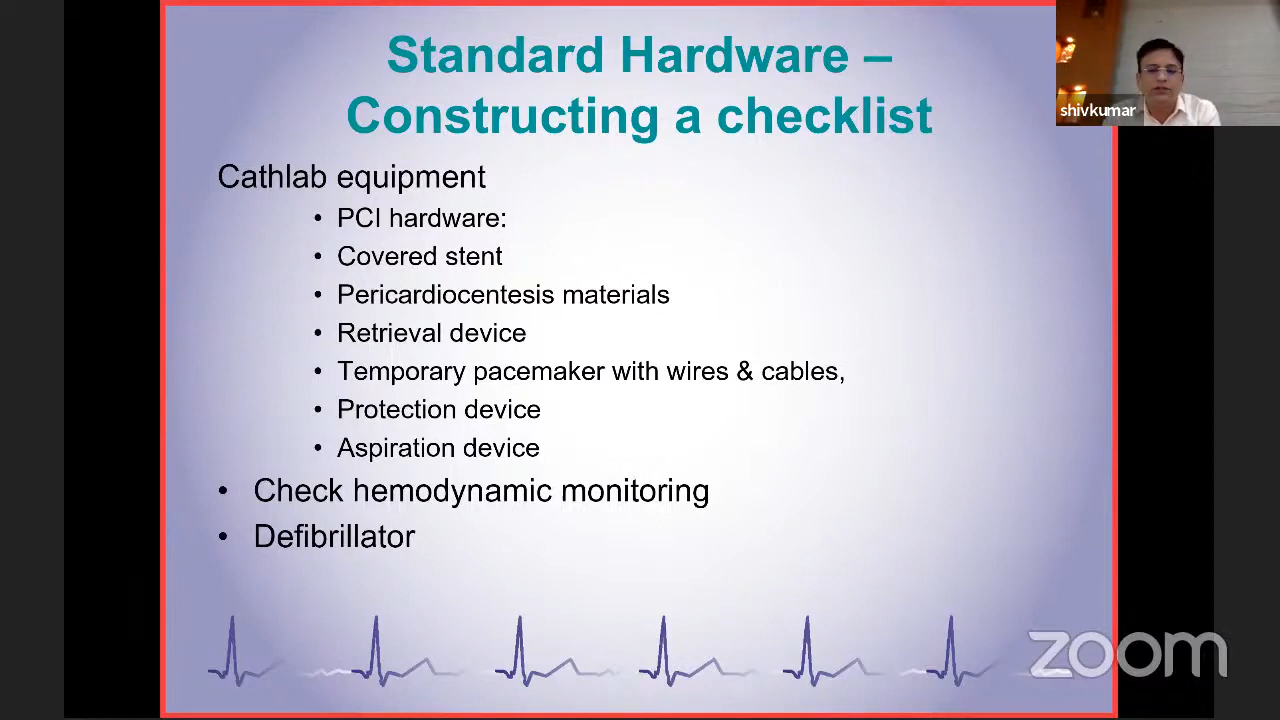 Standard Hardware –
Constructing a checklist
shivkumar
Cathlab equipment
• PCI hardware:
• Covered stent
• Pericardiocentesis materials
• Retrieval device
• Temporary pacemaker with wires & cables,
• Protection device
• Aspiration device
• Check hemodynamic monitoring
• Defibrillator
zoom